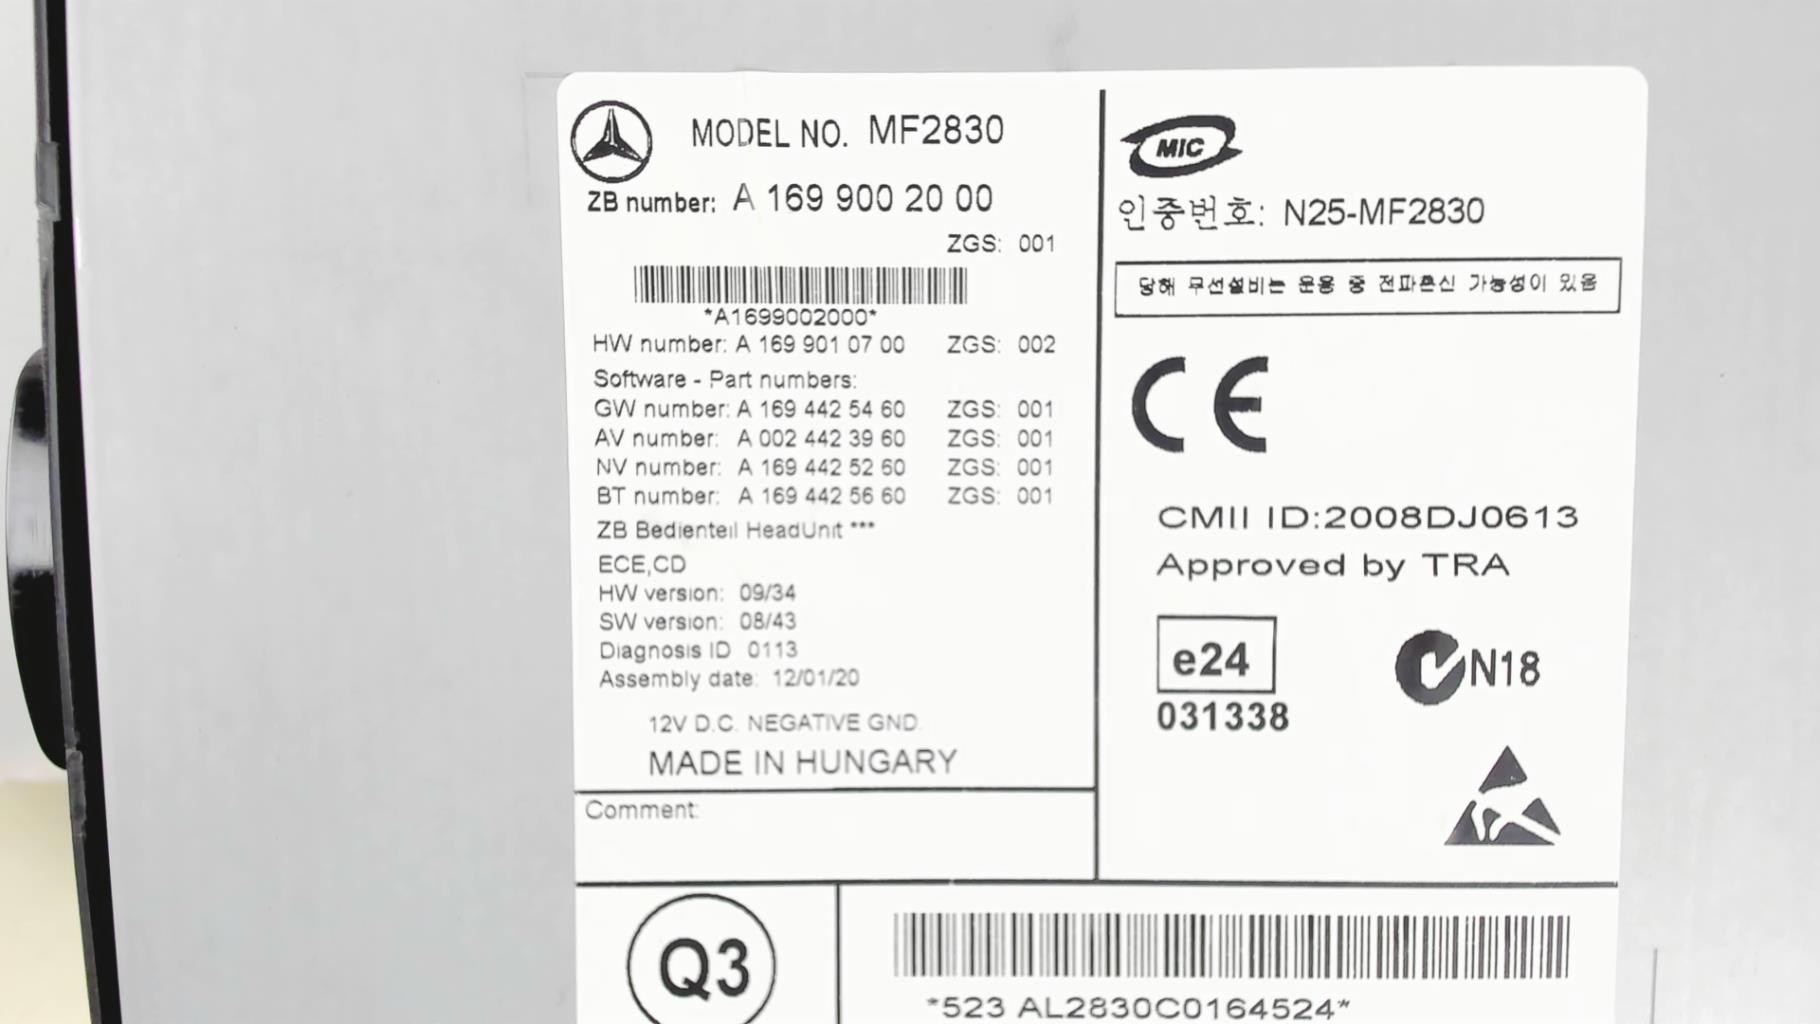 MODEL NO. MF2830
ZB number: A 169 900 20 00
ZGS: 001
*A1699002000*
HW number: A 169 901 07 00 ZGS: 002
Software - Part numbers:
GW number: A 169 442 54 60 ZGS: 001
AV number: A 002 442 39 60 ZGS: 001
NV number: A 169 442 52 60 ZGS: 001
BT number: A 169 442 56 60 ZGS: 001
ZB Bedienteil HeadUnit ***
ECE,CD
HW version: 09/34
SW version: 08/43
Diagnosis ID 0113
Assembly date: 12/01/20
12V D.C. NEGATIVE GND.
MADE IN HUNGARY
Comment:
MIC
인증번호: N25-MF2830
당해 무선설비는 운용 중 전파혼신 가능성이 있음
CE
CMII ID:2008DJ0613
Approved by TRA
e24
031338
N18
Q3
*523 AL2830C0164524*